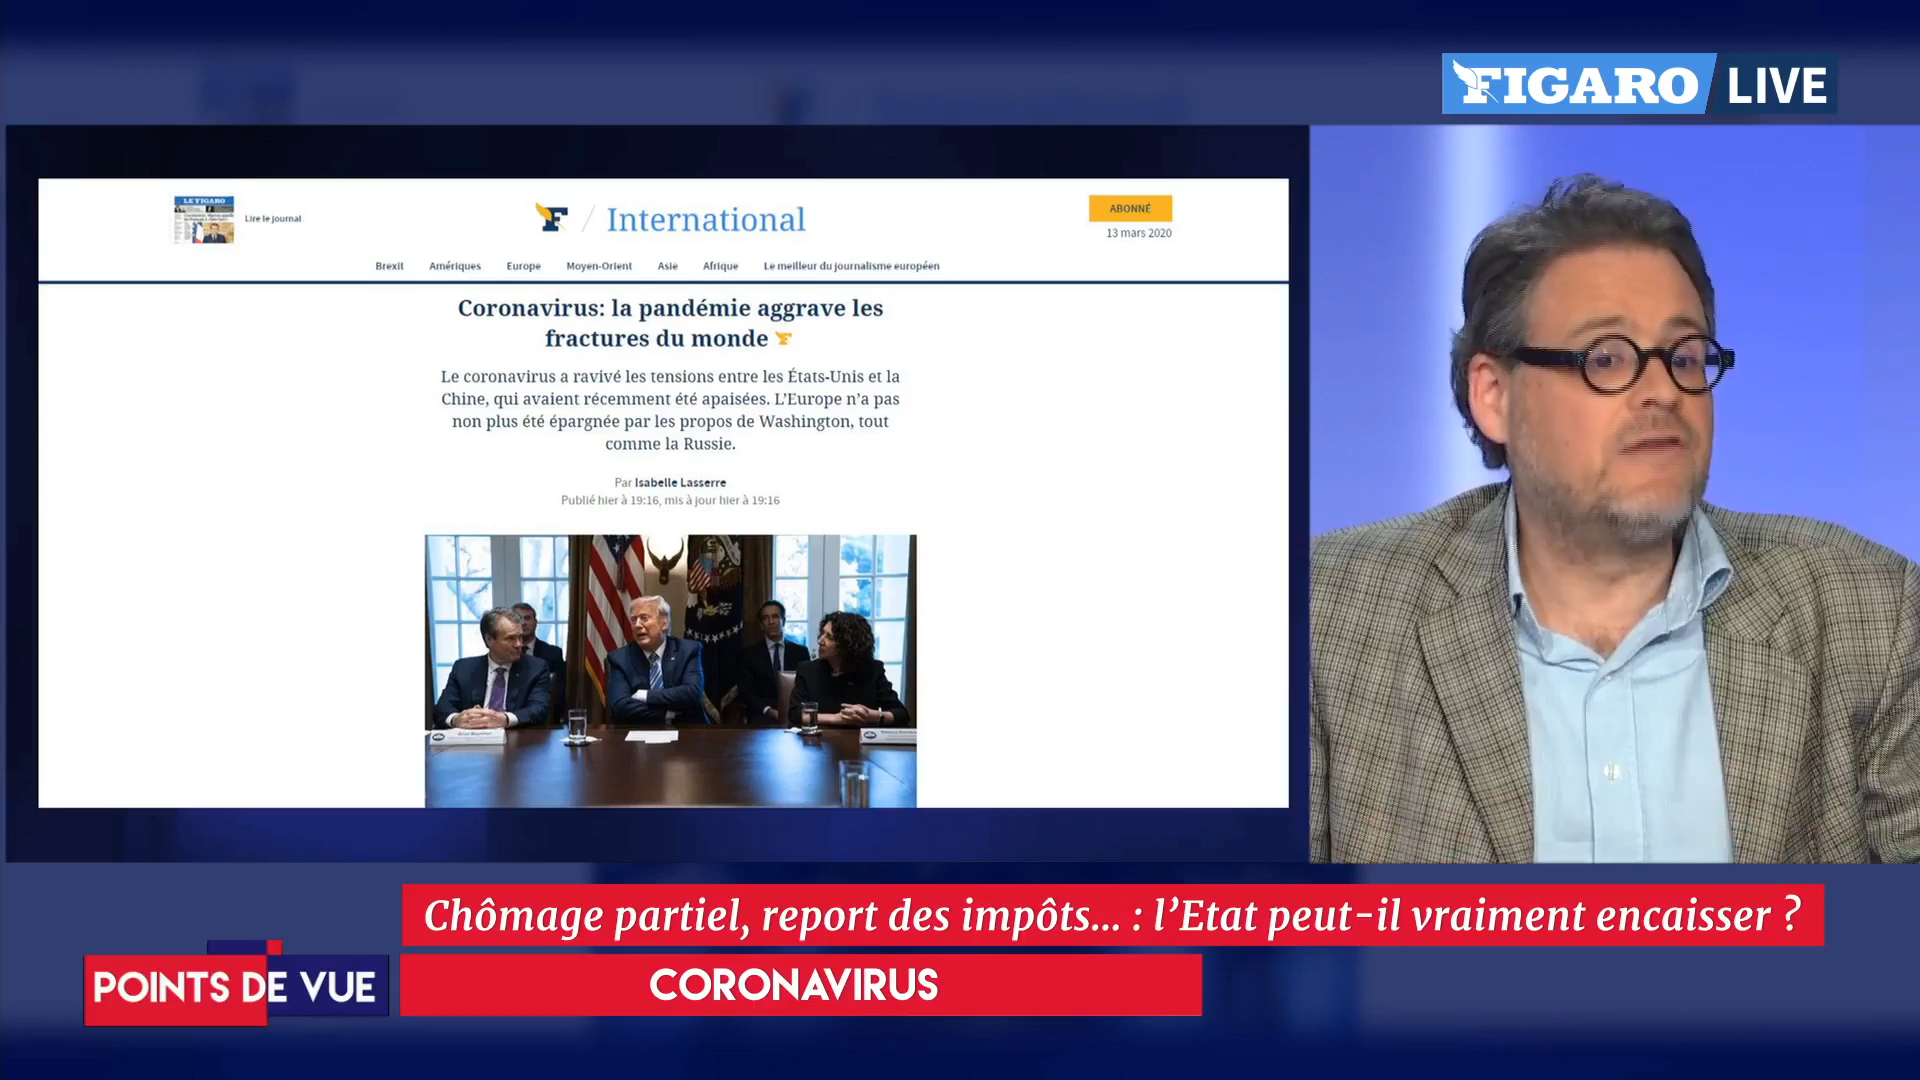 FIGARO LIVE
LE FIGARO
Lire le journal
F / International
ABONNÉ
13 mars 2020
Brexit Amériques Europe Moyen-Orient Asie Afrique Le meilleur du journalisme européen
Coronavirus: la pandémie aggrave les
fractures du monde
Le coronavirus a ravivé les tensions entre les États-Unis et la
Chine, qui avaient récemment été apaisées. L’Europe n’a pas
non plus été épargnée par les propos de Washington, tout
comme la Russie.
Par Isabelle Lasserre
Publié hier à 19:16, mis à jour hier à 19:16
Chômage partiel, report des impôts... : l’Etat peut-il vraiment encaisser ?
POINTS DE VUE
CORONAVIRUS